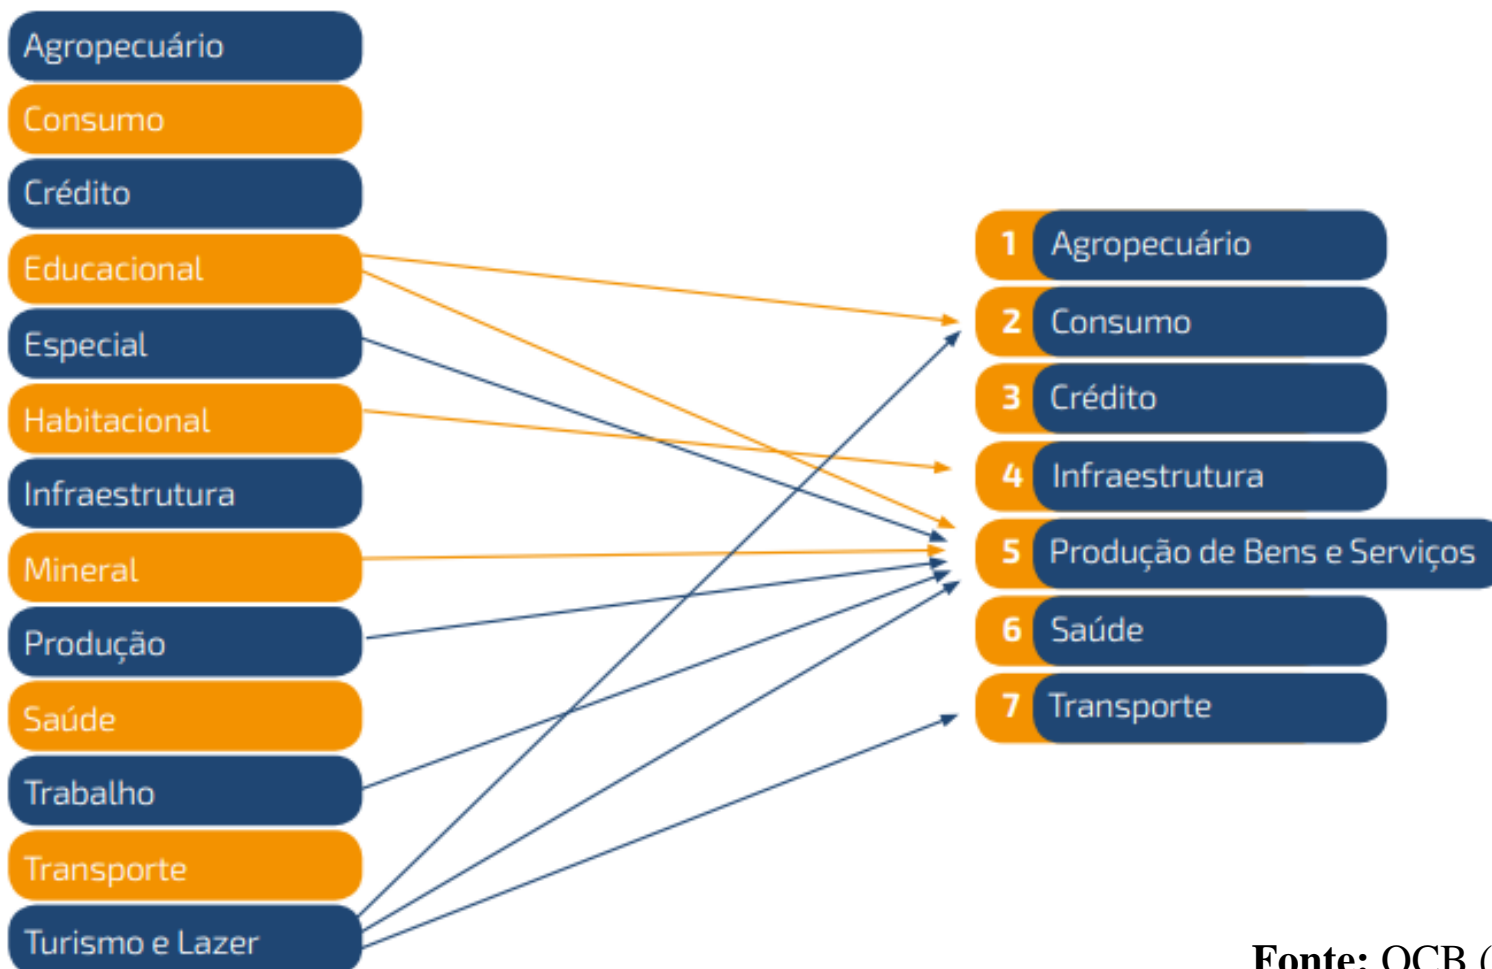 Agropecuário
Consumo
Crédito
Educacional
Especial
Habitacional
Infraestrutura
Mineral
Produção
Saúde
Trabalho
Transporte
Turismo e Lazer
1 Agropecuário
2 Consumo
3 Crédito
4 Infraestrutura
5 Produção de Bens e Serviços
6 Saúde
7 Transporte
Fonte: OCB (